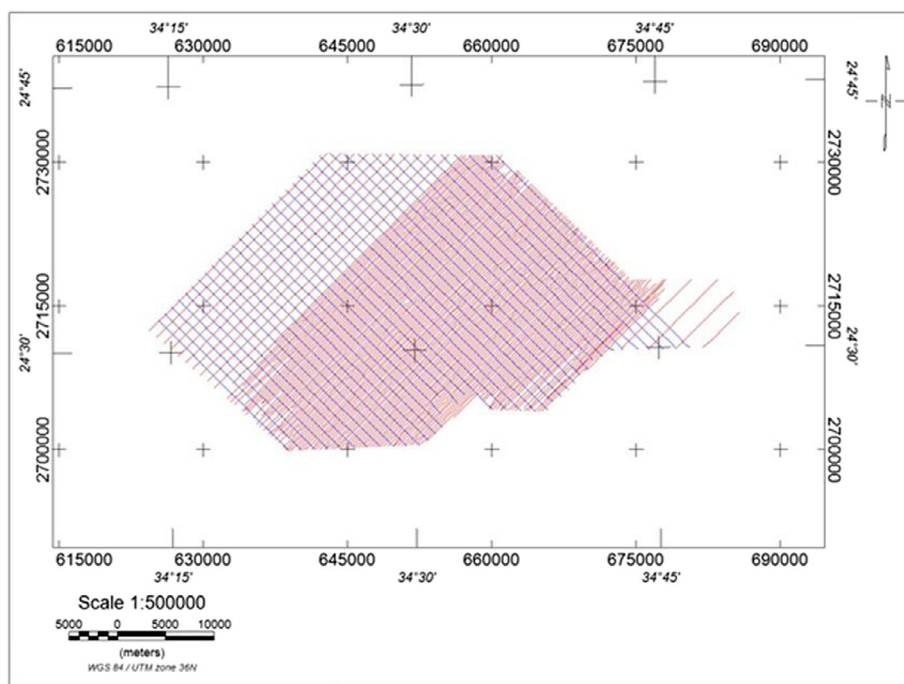 34°15' 34°30' 34°45'
615000 630000 645000 660000 675000 690000
24°45' 24°45'
N
2730000 2730000
2715000 2715000
24°30' 24°30'
2700000 2700000
615000 630000 645000 660000 675000 690000
34°15' 34°30' 34°45'
Scale 1:500000
5000 0 5000 10000
(meters)
WGS 84 / UTM zone 36N